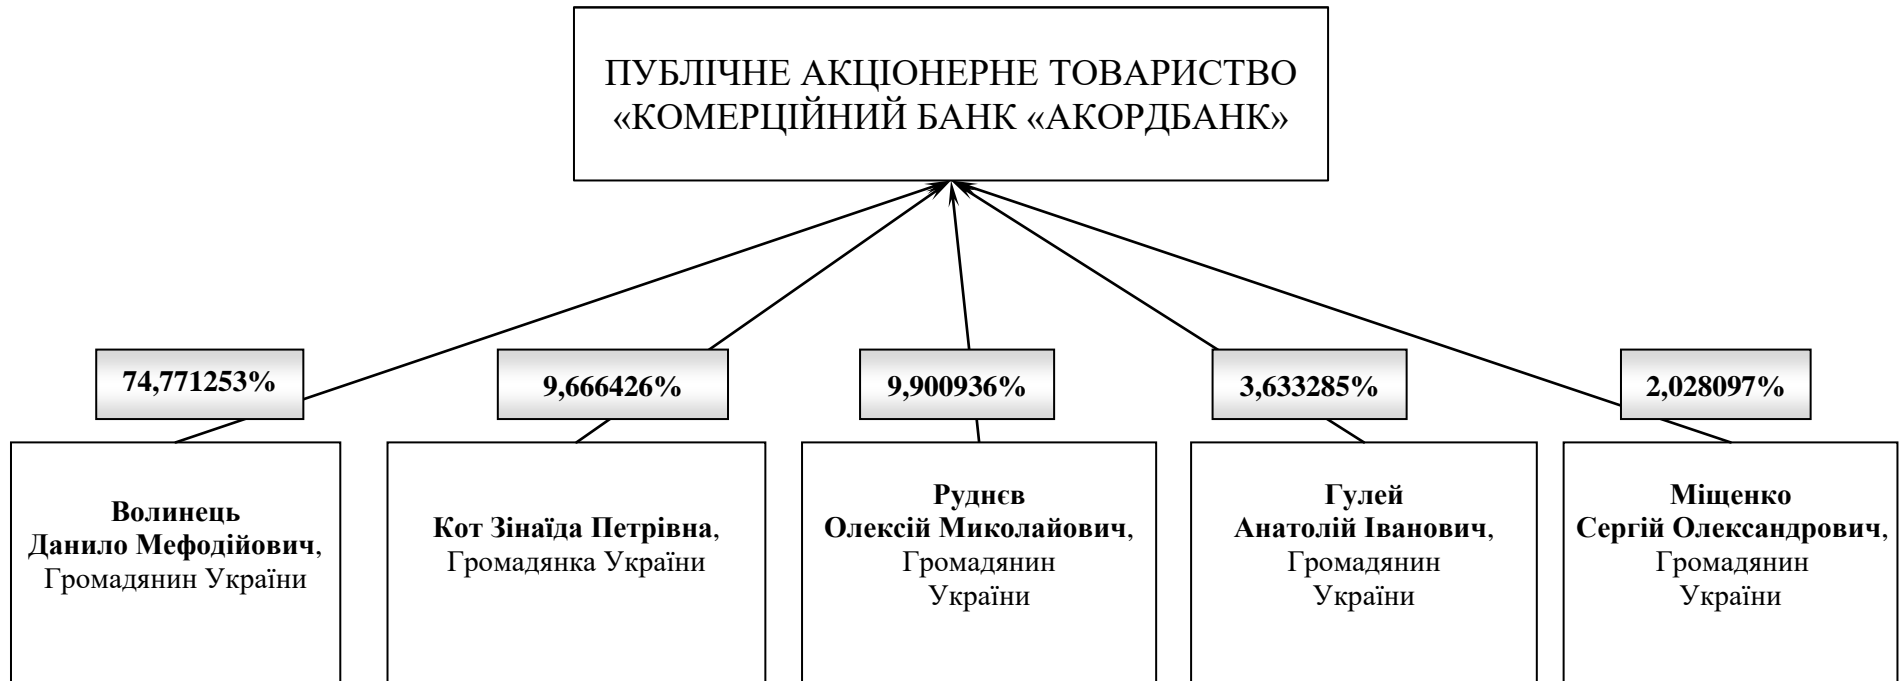 ПУБЛІЧНЕ АКЦІОНЕРНЕ ТОВАРИСТВО
«КОМЕРЦІЙНИЙ БАНК «АКОРДБАНК»
74,771253%
9,666426%
9,900936%
3,633285%
2,028097%
Волинець
Данило Мефодійович,
Громадянин України
Кот Зінаїда Петрівна,
Громадянка України
Руднєв
Олексій Миколайович,
Громадянин
України
Гулей
Анатолій Іванович,
Громадянин
України
Міщенко
Сергій Олександрович,
Громадянин
України